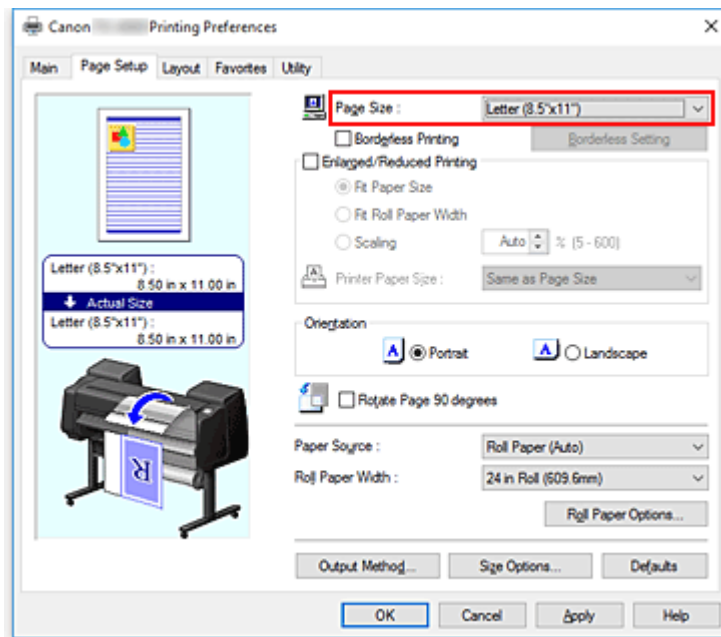 Canon Printing Preferences
Main Page Setup Layout Favorites Utility
Page Size : Letter (8.5"x11")
Borderless Printing Borderless Setting
Enlarged/Reduced Printing
Fit Paper Size
Fit Roll Paper Width
Scaling Auto % (5 - 600)
Printer Paper Size : Same as Page Size
Letter (8.5"x11") :
8.50 in x 11.00 in
Actual Size
Letter (8.5"x11") :
8.50 in x 11.00 in
Orientation
A Portrait A Landscape
Rotate Page 90 degrees
R
Paper Source : Roll Paper (Auto)
Roll Paper Width : 24 in Roll (609.6mm)
Roll Paper Options...
Output Method... Size Options... Defaults
OK Cancel Apply Help